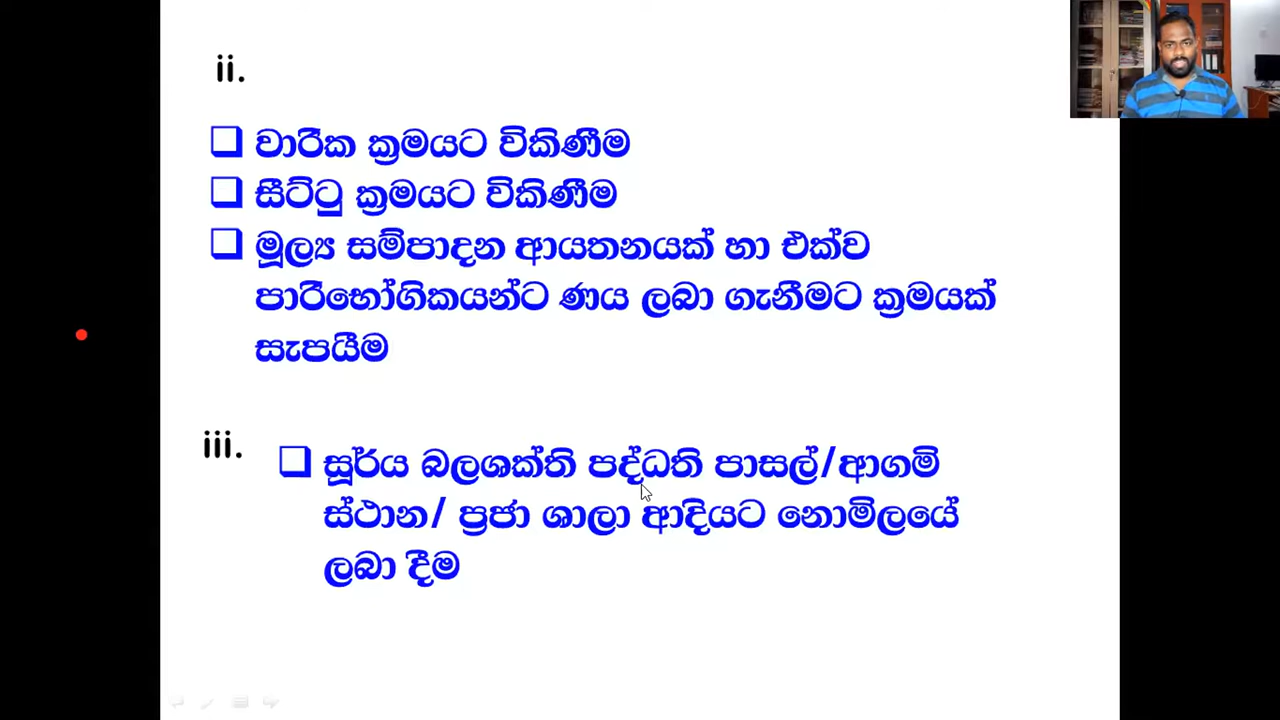 ii.
❑ වාරික ක්‍රමයට විකිණීම
❑ සීට්ටු ක්‍රමයට විකිණීම
❑ මූල්‍ය සම්පාදන ආයතනයක් හා එක්ව
පාරිභෝගිකයන්ට ණය ලබා ගැනීමට ක්‍රමයක්
සැපයීම
iii.
❑ සූර්ය බලශක්ති පද්ධති පාසල්/ආගමි
ස්ථාන/ ප්‍රජා ශාලා ආදියට නොමිලයේ
ලබා දීම